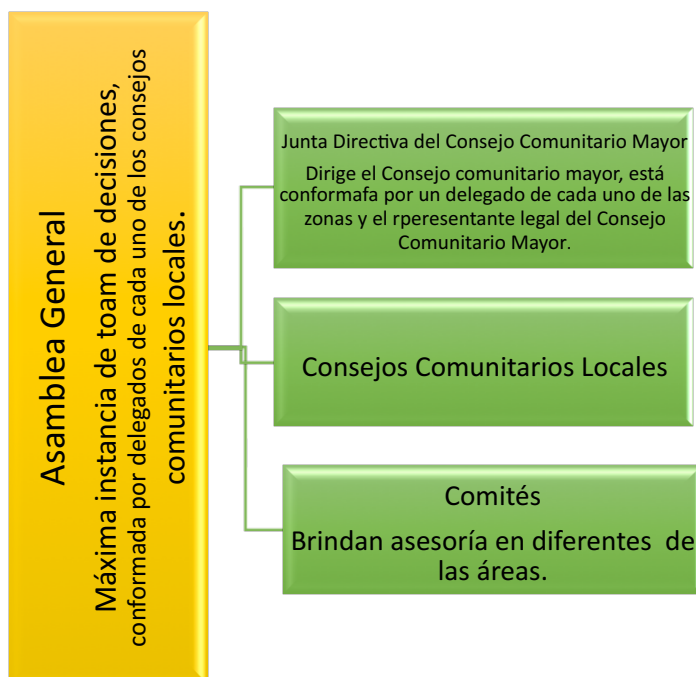 Asamblea General
Máxima instancia de toam de decisiones,
conformada por delegados de cada uno de los consejos
comunitarios locales.
Junta Directiva del Consejo Comunitario Mayor
Dirige el Consejo comunitario mayor, está
conformafa por un delegado de cada uno de las
zonas y el rperesentante legal del Consejo
Comunitario Mayor.
Consejos Comunitarios Locales
Comités
Brindan asesoría en diferentes de
las áreas.